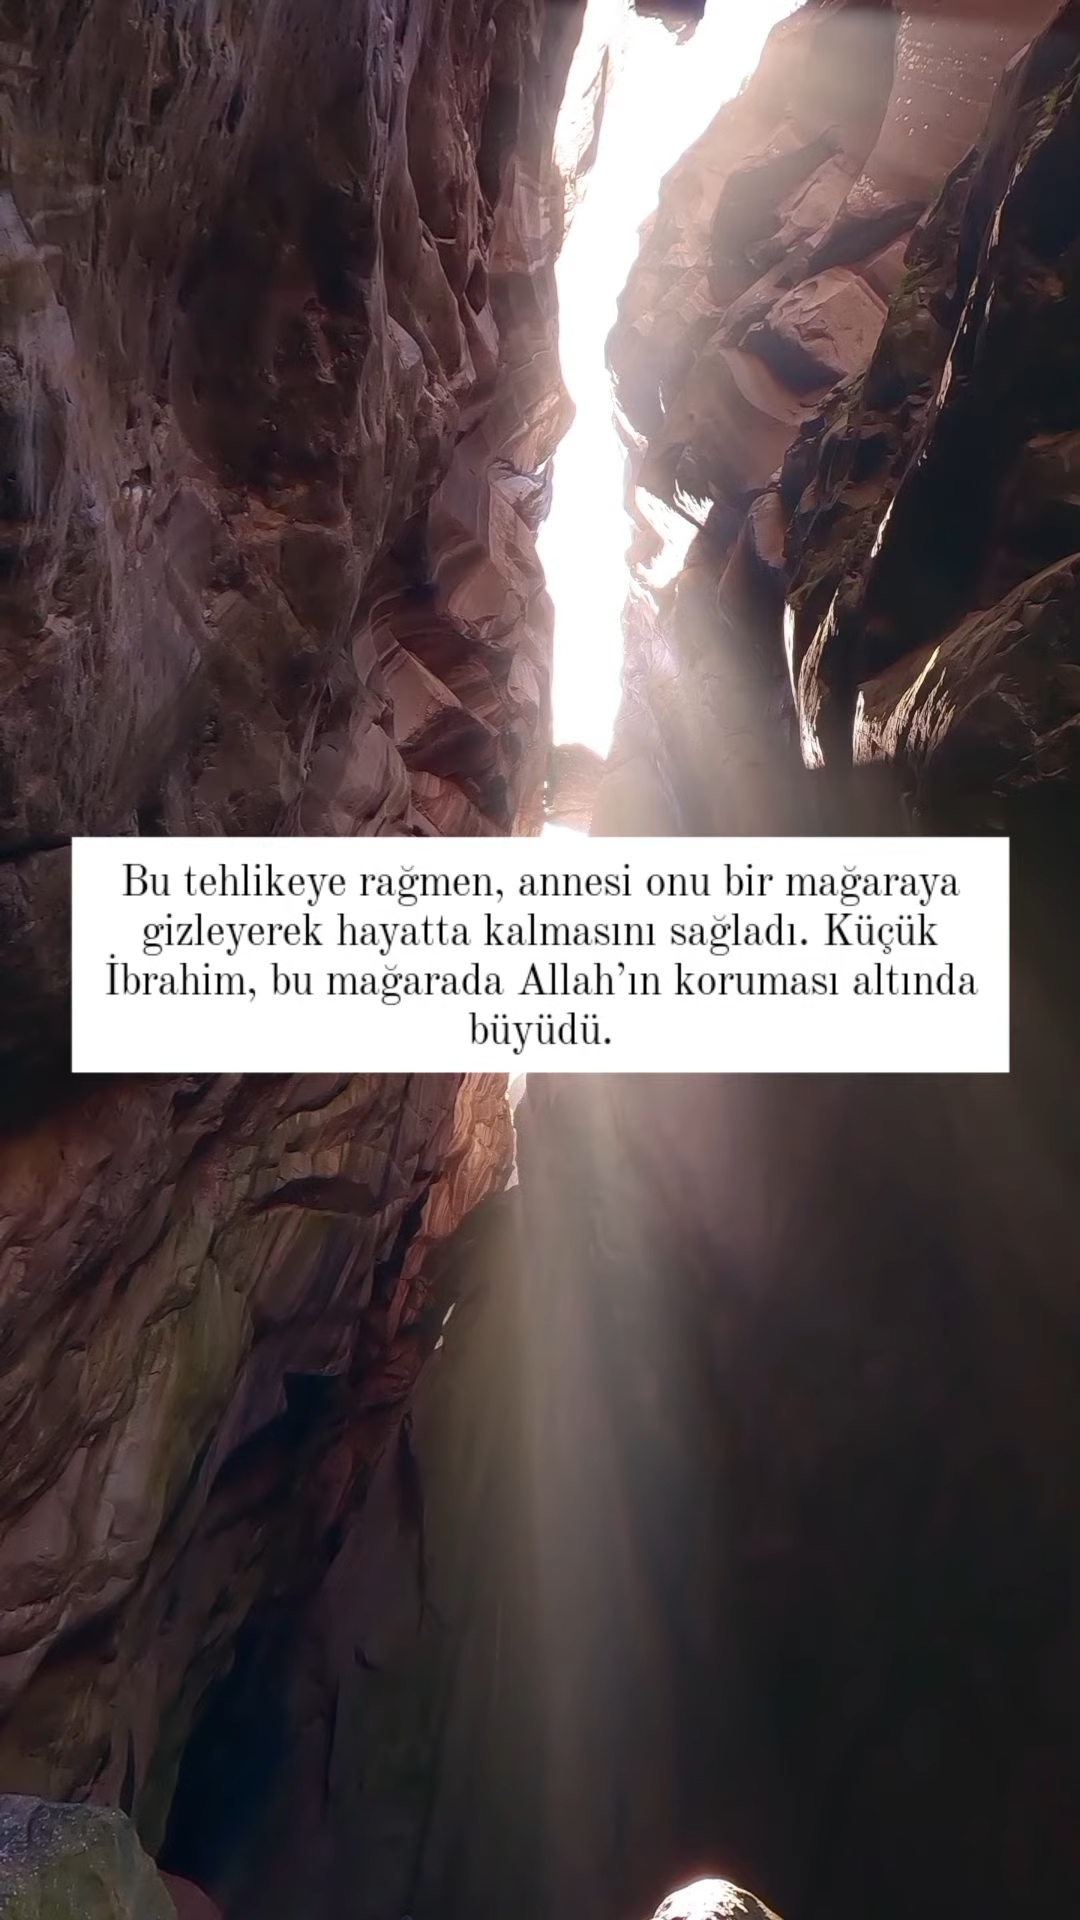 Bu tehlikeye rağmen, annesi onu bir mağaraya
gizleyerek hayatta kalmasını sağladı. Küçük
İbrahim, bu mağarada Allah’ın koruması altında
büyüdü.